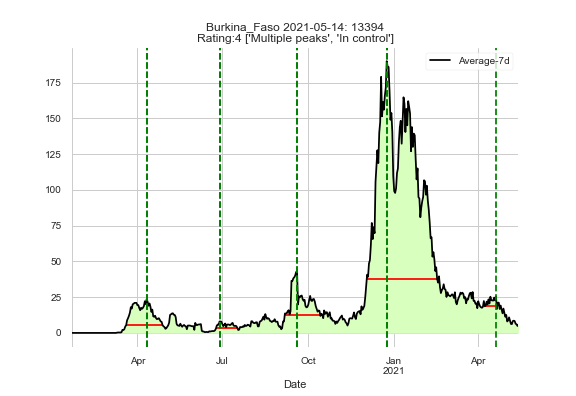 Burkina_Faso 2021-05-14: 13394
Rating:4 ['Multiple peaks', 'In control']
Average-7d
175
150
125
100
75
50
25
0
Apr
Jul
Oct
Jan
2021
Apr
Date